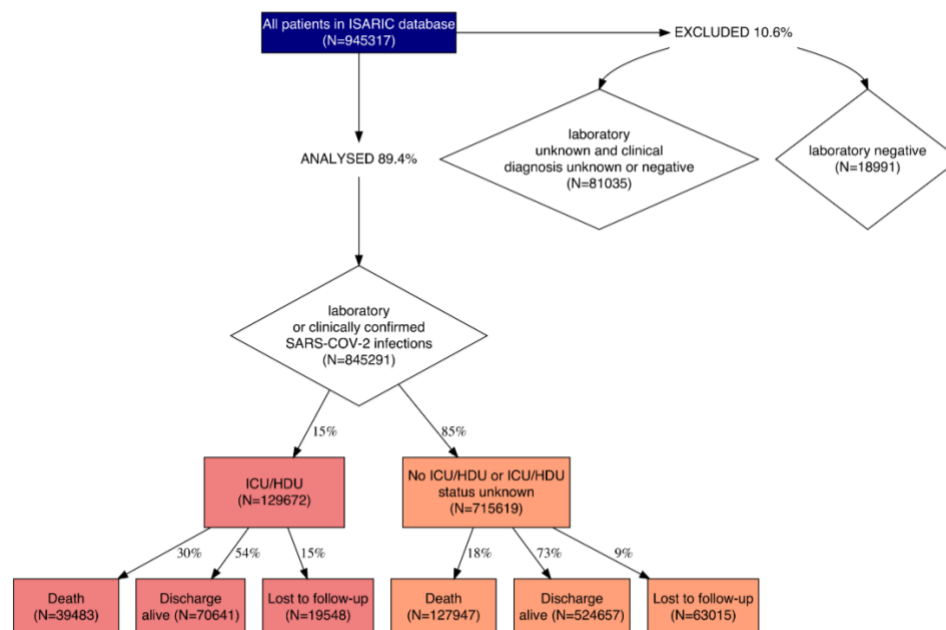 All patients in ISARIC database
(N=945317)
EXCLUDED 10.6%
ANALYSED 89.4%
laboratory
unknown and clinical
diagnosis unknown or negative
(N=81035)
laboratory negative
(N=18991)
laboratory
or clinically confirmed
SARS-COV-2 infections
(N=845291)
15%
85%
ICU/HDU
(N=129672)
No ICU/HDU or ICU/HDU
status unknown
(N=715619)
30%
54%
15%
18%
73%
9%
Death
(N=39483)
Discharge
alive (N=70641)
Lost to follow-up
(N=19548)
Death
(N=127947)
Discharge
alive (N=524657)
Lost to follow-up
(N=63015)